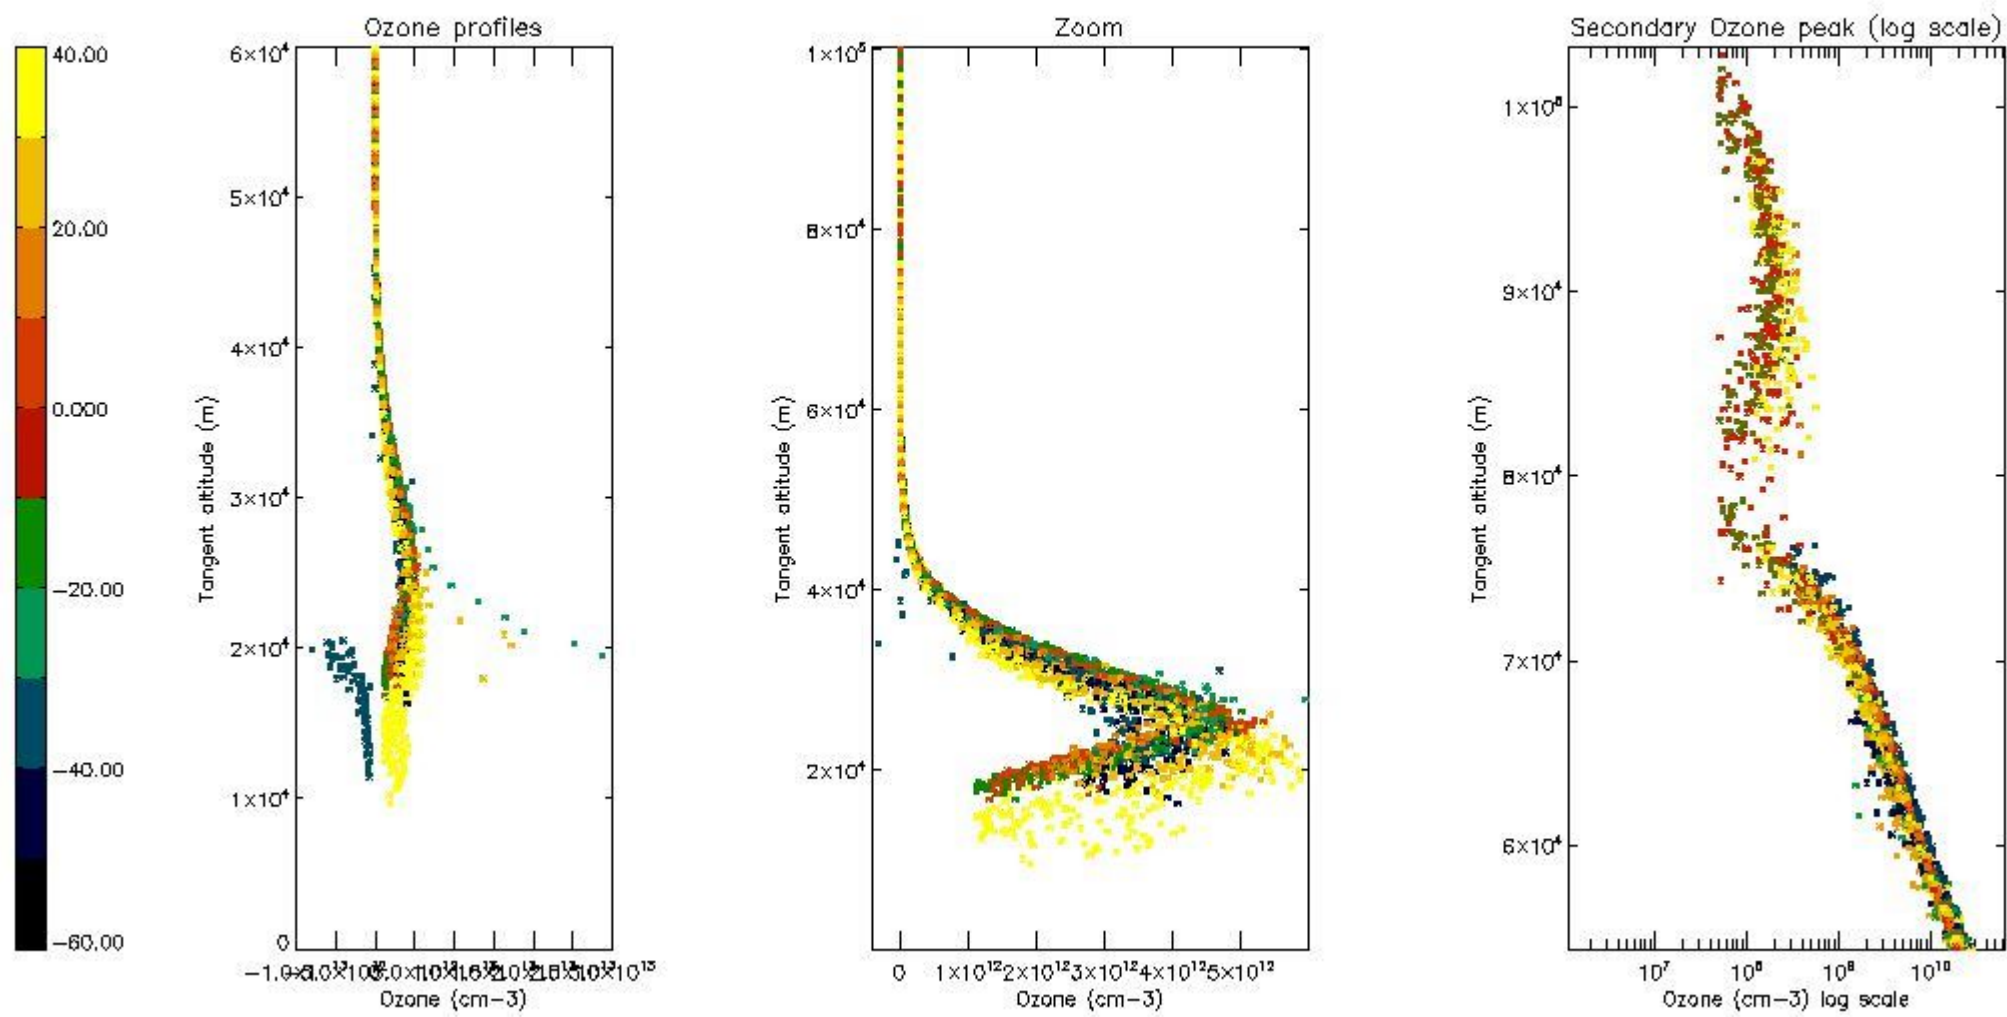 Ozone profiles
Zoom
Secondary Ozone peak (log scale)
40.00
20.00
0.000
−20.00
−40.00
−60.00
6×10⁴
5×10⁴
4×10⁴
3×10⁴
2×10⁴
1×10⁴
0
Tangent altitude (m)
Ozone (cm−3)
1×10⁵
8×10⁴
6×10⁴
4×10⁴
2×10⁴
Tangent altitude (m)
0 1×10¹² 2×10¹² 3×10¹² 4×10¹² 5×10¹²
Ozone (cm−3)
9×10⁴
8×10⁴
7×10⁴
6×10⁴
Tangent altitude (m)
10⁷ 10⁸ 10⁹ 10¹⁰
Ozone (cm−3) log scale